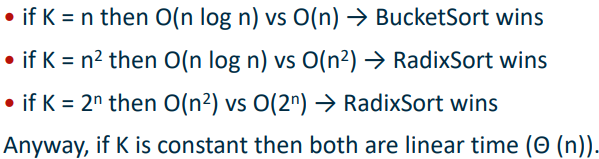 • if K = n then O(n log n) vs O(n) → BucketSort wins
• if K = n² then O(n log n) vs O(n²) → RadixSort wins
• if K = 2ⁿ then O(n²) vs O(2ⁿ) → RadixSort wins
Anyway, if K is constant then both are linear time (Θ (n)).